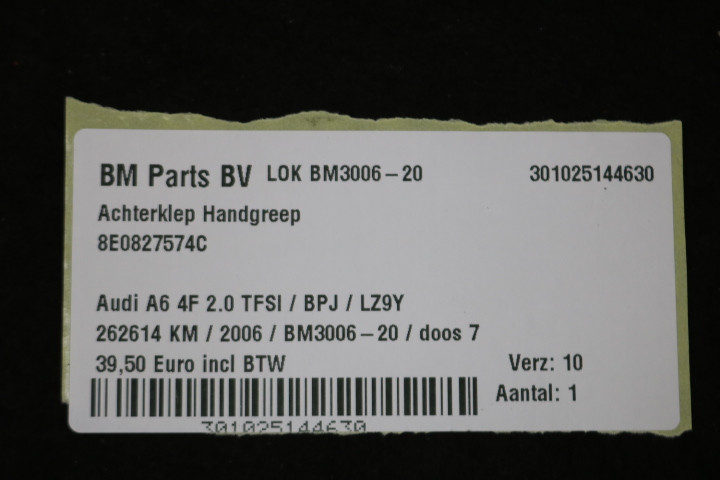 BM Parts BV LOK BM3006-20 301025144630
Achterklep Handgreep
8E0827574C
Audi A6 4F 2.0 TFSI / BPJ / LZ9Y
262614 KM / 2006 / BM3006-20 / doos 7
39,50 Euro incl BTW Verz: 10
Aantal: 1
301025144630